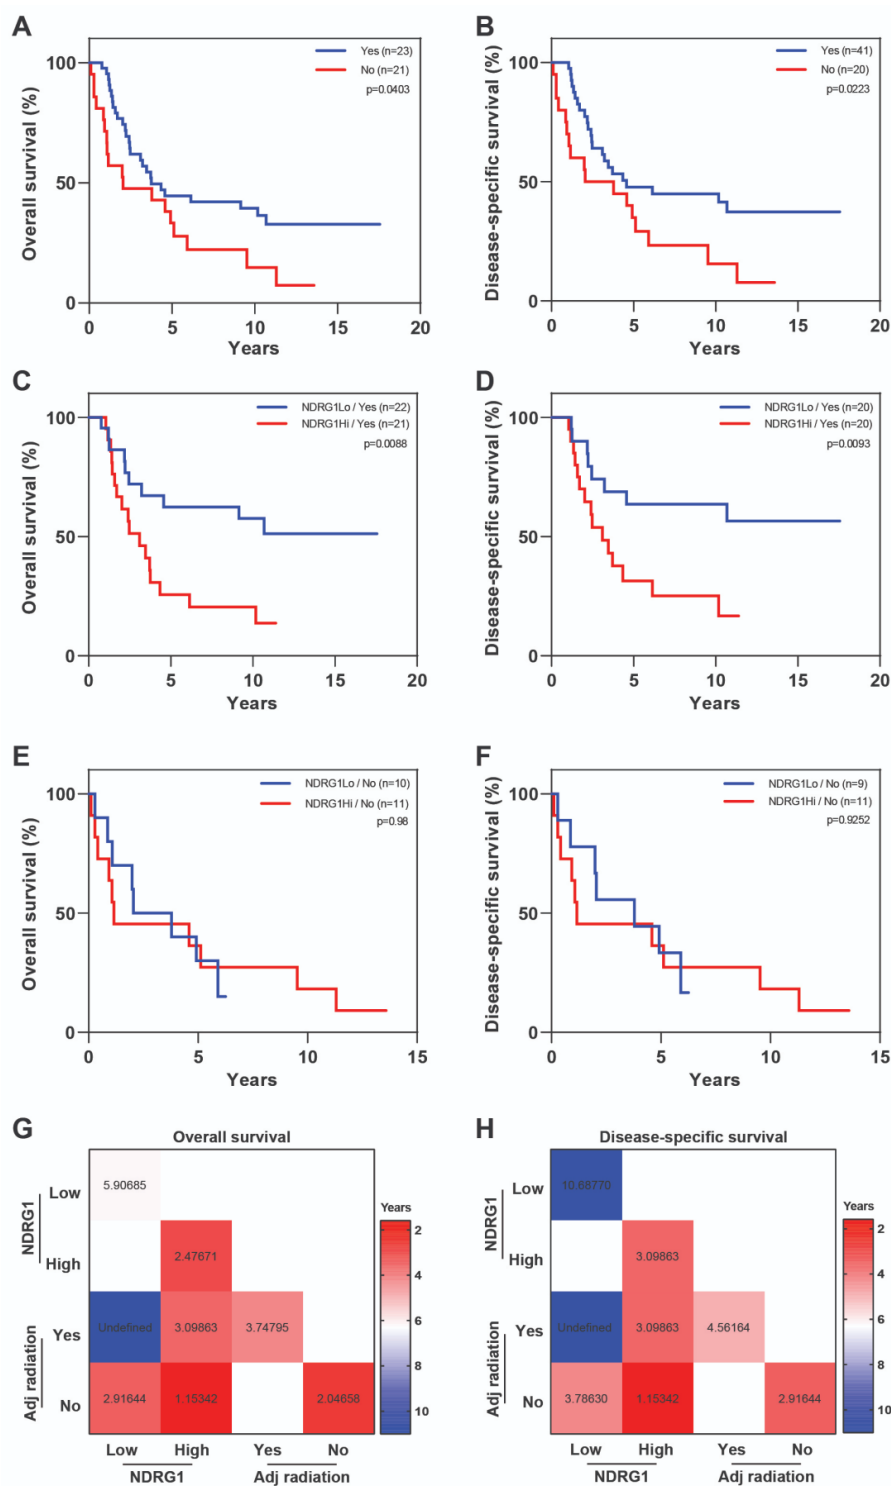 A
Overall survival (%)
100
50
0
0 5 10 15 20
Years
Yes (n=23)
No (n=21)
p=0.0403
B
Disease-specific survival (%)
100
50
0
0 5 10 15 20
Years
Yes (n=41)
No (n=20)
p=0.0223
C
Overall survival (%)
100
50
0
0 5 10 15 20
Years
NDRG1Lo / Yes (n=22)
NDRG1Hi / Yes (n=21)
p=0.0088
D
Disease-specific survival (%)
100
50
0
0 5 10 15 20
Years
NDRG1Lo / Yes (n=20)
NDRG1Hi / Yes (n=20)
p=0.0093
E
Overall survival (%)
100
50
0
0 5 10 15
Years
NDRG1Lo / No (n=10)
NDRG1Hi / No (n=11)
p=0.98
F
Disease-specific survival (%)
100
50
0
0 5 10 15
Years
NDRG1Lo / No (n=9)
NDRG1Hi / No (n=11)
p=0.9252
G
Overall survival
NDRG1
Low
High
Adj radiation
Yes
No
5.90685
2.47671
Undefined 3.09863 3.74795
2.91644 1.15342 2.04658
Low High Yes No
NDRG1 Adj radiation
Years
2
4
6
8
10
H
Disease-specific survival
NDRG1
Low
High
Adj radiation
Yes
No
10.68770
3.09863
Undefined 3.09863 4.56164
3.78630 1.15342 2.91644
Low High Yes No
NDRG1 Adj radiation
Years
2
4
6
8
10